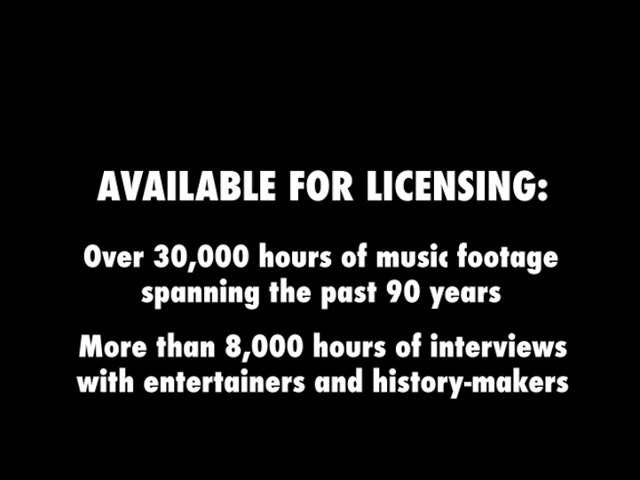 AVAILABLE FOR LICENSING:
Over 30,000 hours of music footage
spanning the past 90 years
More than 8,000 hours of interviews
with entertainers and history-makers